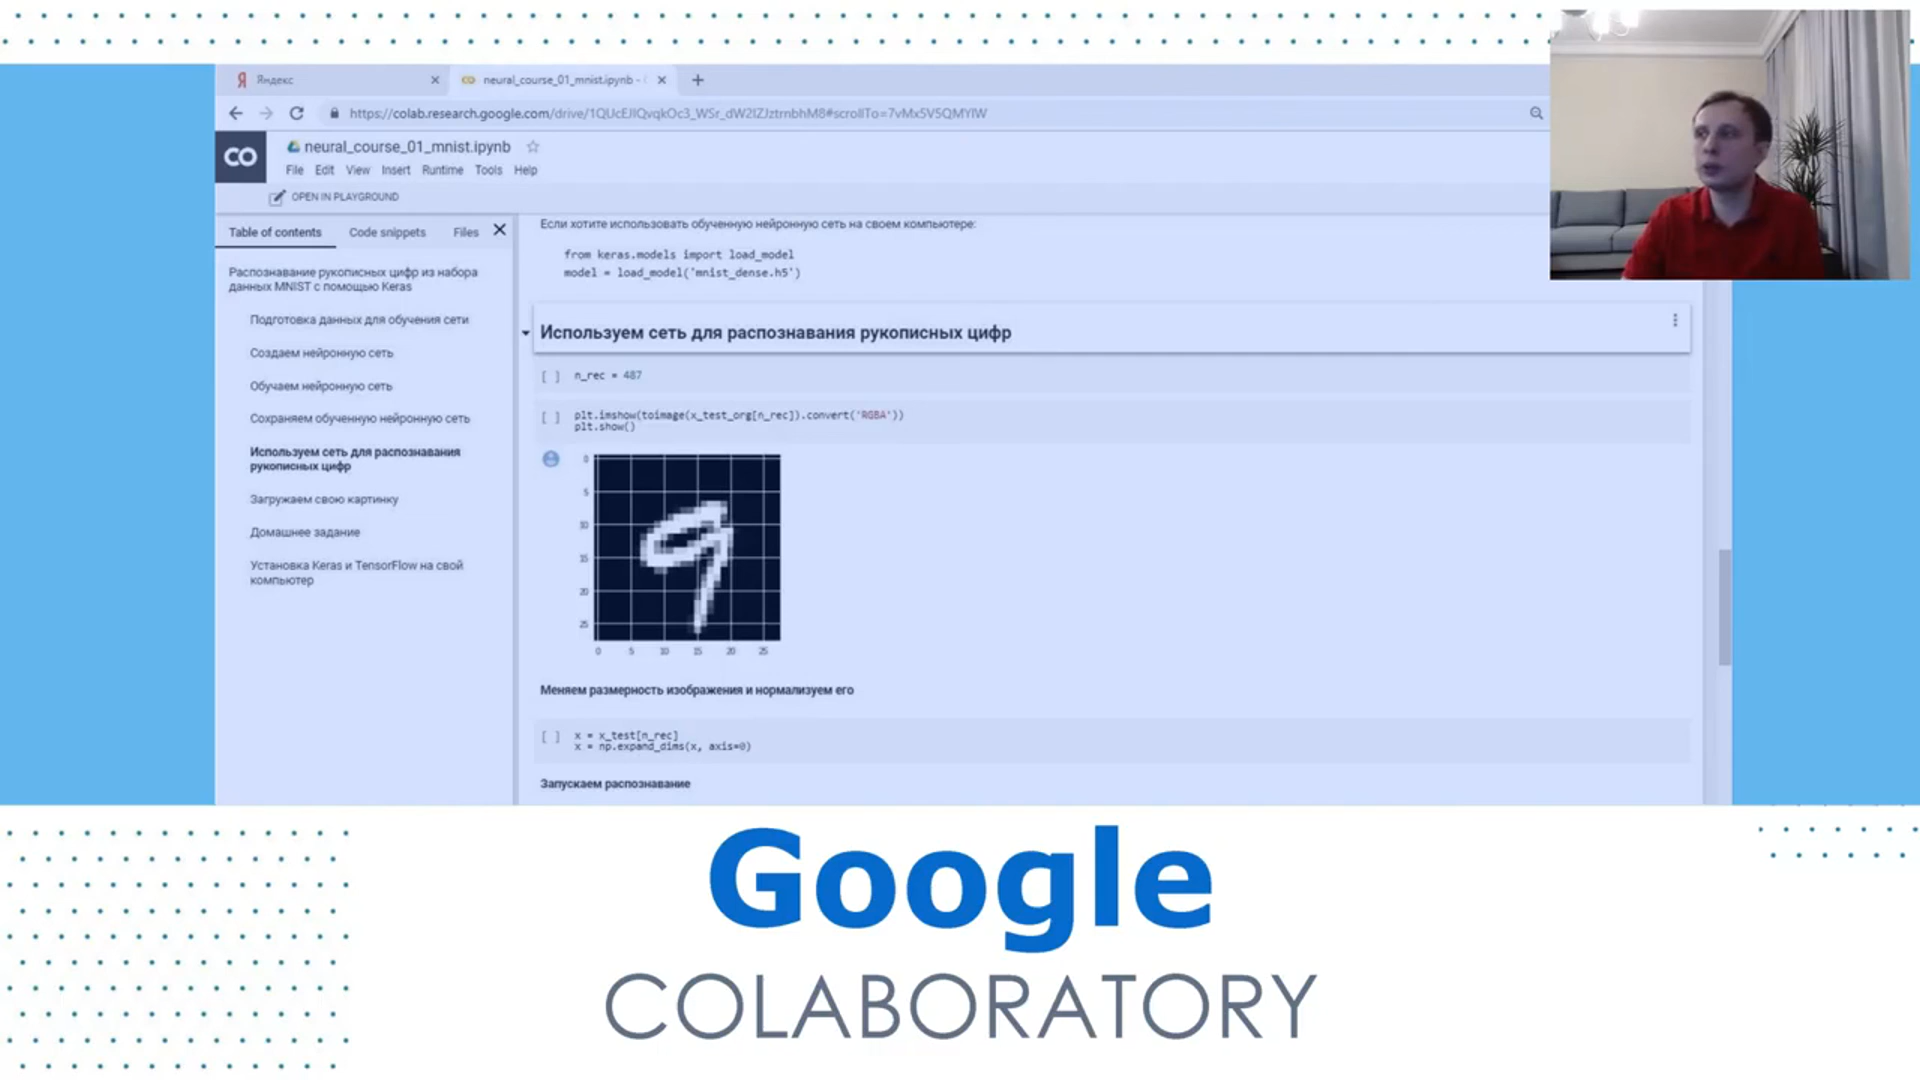 Яндекс
neural_course_01_mnist.ipynb -
https://colab.research.google.com/drive/1QUcEJlQvqkOc3_WSr_dW2lZJztrnbhM8#scrollTo=7vMx5V5QMYlW
CO
neural_course_01_mnist.ipynb
File Edit View Insert Runtime Tools Help
OPEN IN PLAYGROUND
Table of contents Code snippets Files
Распознавание рукописных цифр из набора
данных MNIST с помощью Keras
Подготовка данных для обучения сети
Создаем нейронную сеть
Обучаем нейронную сеть
Сохраняем обученную нейронную сеть
Используем сеть для распознавания
рукописных цифр
Загружаем свою картинку
Домашнее задание
Установка Keras и TensorFlow на свой
компьютер
Если хотите использовать обученную нейронную сеть на своем компьютере:
from keras.models import load_model
model = load_model('mnist_dense.h5')
Используем сеть для распознавания рукописных цифр
[ ] n_rec = 487
[ ] plt.imshow(toimage(x_test_org[n_rec]).convert('RGBA'))
plt.show()
0
5
10
15
20
25
0 5 10 15 20 25
Меняем размерность изображения и нормализуем его
[ ] x = x_test[n_rec]
x = np.expand_dims(x, axis=0)
Запускаем распознавание
Google
COLABORATORY